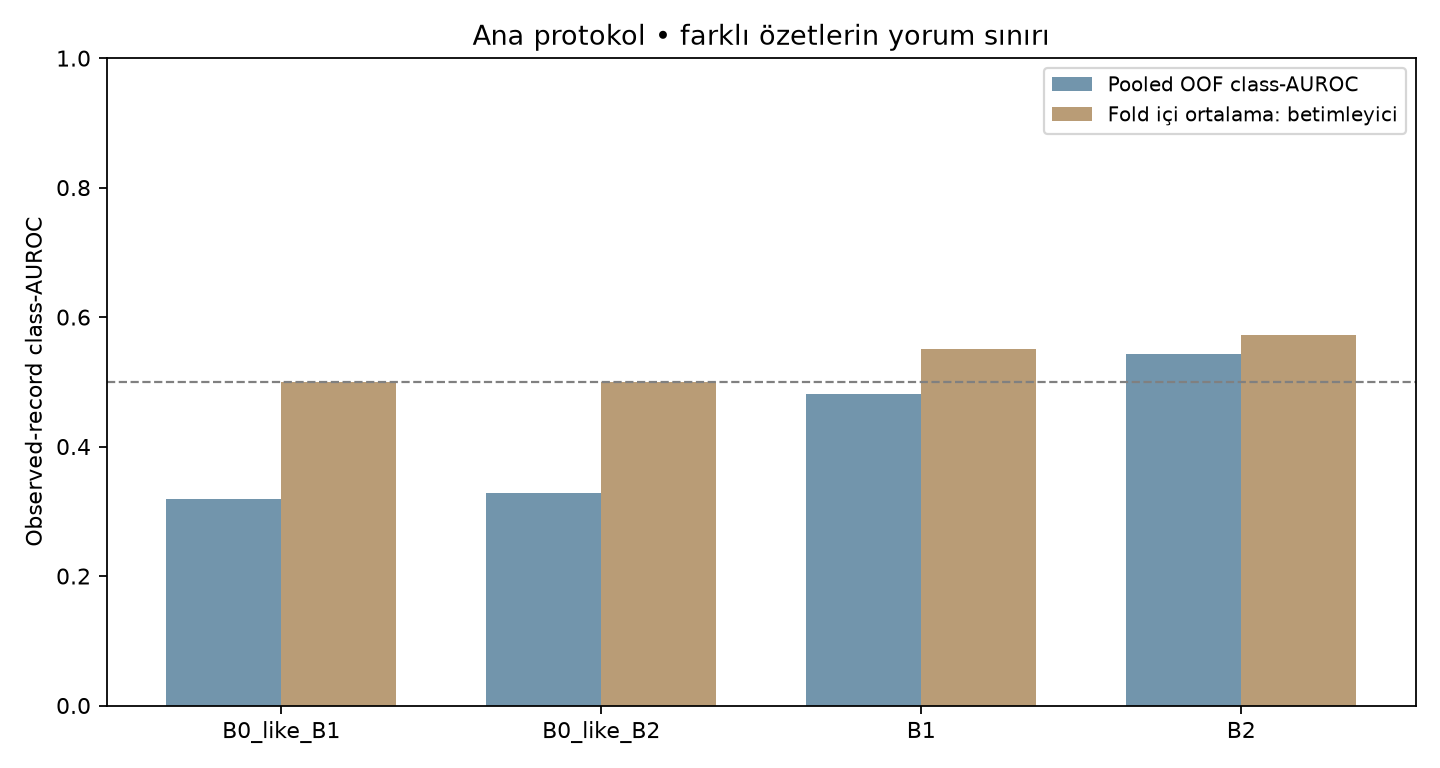 Ana protokol • farklı özetlerin yorum sınırı
Observed-record class-AUROC
1.0
0.8
0.6
0.4
0.2
0.0
Pooled OOF class-AUROC
Fold içi ortalama: betimleyici
B0_like_B1
B0_like_B2
B1
B2